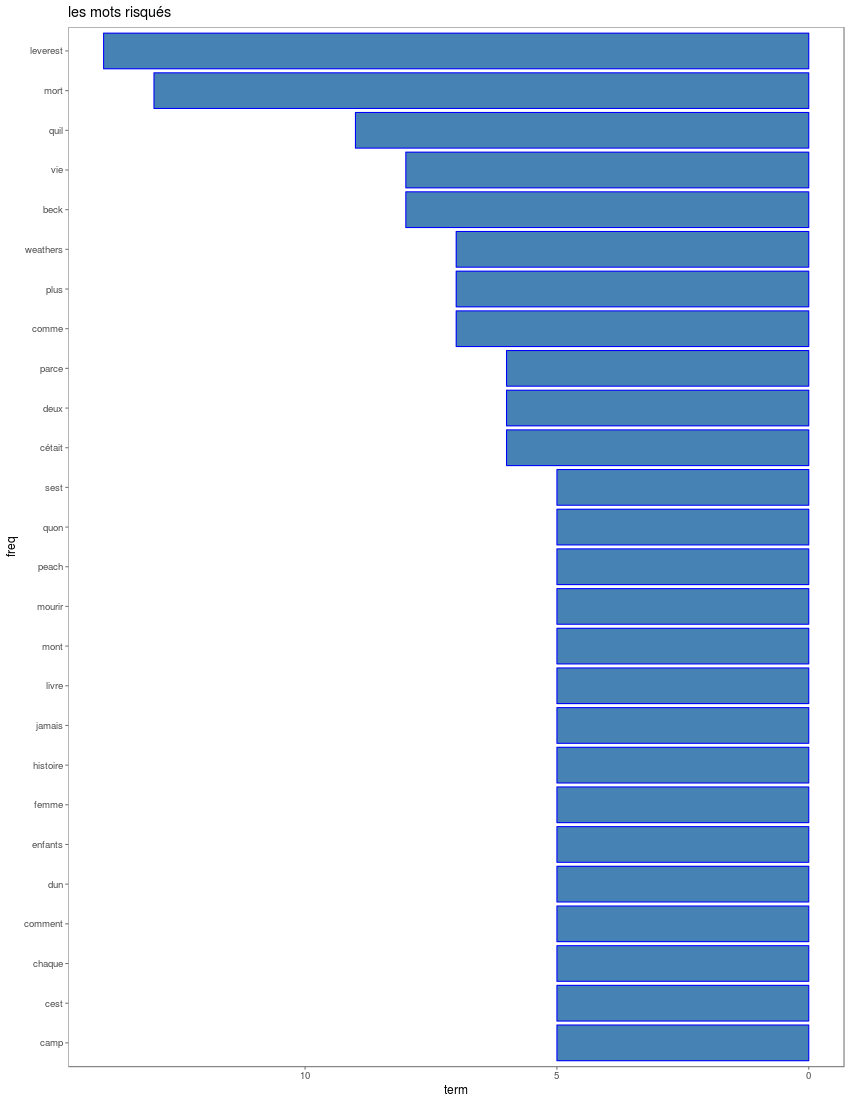 les mots risqués
leverest
mort
quil
vie
beck
weathers
plus
comme
parce
deux
cétait
sest
quon
peach
mourir
mont
livre
jamais
histoire
femme
enfants
dun
comment
chaque
cest
camp
freq
10 5 0
term